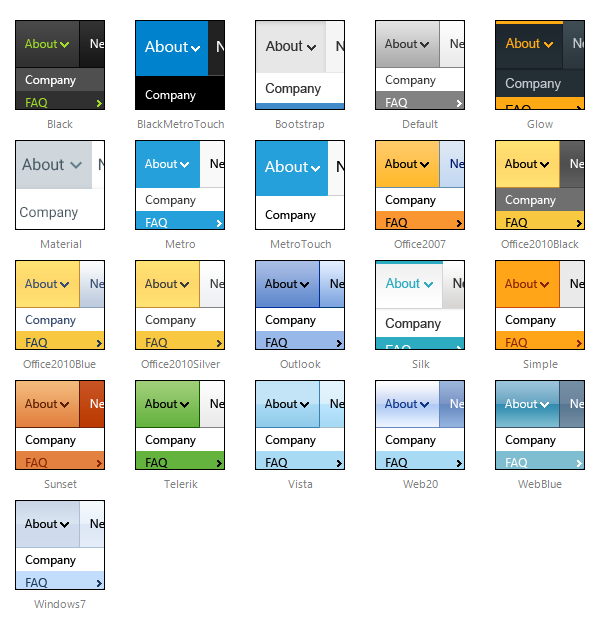 About Ne
Company
FAQ
Black
About
Company
BlackMetroTouch
About
Company
Bootstrap
About Ne
Company
FAQ
Default
About Ne
Company
FAQ
Glow
About N
Company
Material
About Ne
Company
FAQ
Metro
About
Company
MetroTouch
About Ne
Company
FAQ
Office2007
About Ne
Company
FAQ
Office2010Black
About Ne
Company
FAQ
Office2010Blue
About Ne
Company
FAQ
Office2010Silver
About Ne
Company
FAQ
Outlook
About Ne
Company
FAQ
Silk
About Ne
Company
FAQ
Simple
About Ne
Company
FAQ
Sunset
About Ne
Company
FAQ
Telerik
About Ne
Company
FAQ
Vista
About Ne
Company
FAQ
Web20
About Ne
Company
FAQ
WebBlue
About Ne
Company
FAQ
Windows7